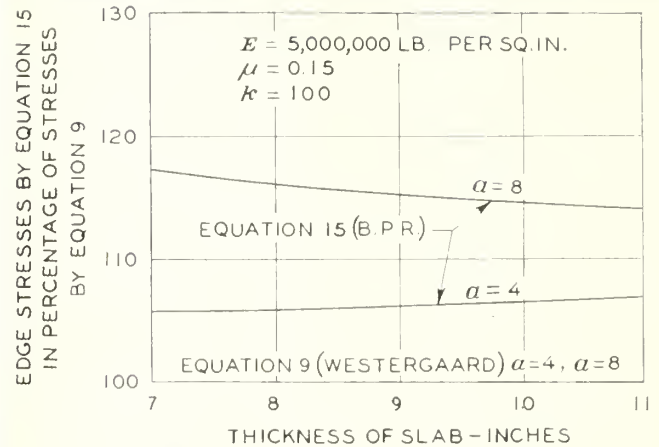 EDGE STRESSES BY EQUATION 15
IN PERCENTAGE OF STRESSES
BY EQUATION 9
130
120
110
100
E = 5,000,000 LB. PER SQ.IN.
μ = 0.15
k = 100
a = 8
EQUATION 15 (B.P.R.)
a = 4
EQUATION 9 (WESTERGAARD) a=4, a=8
7 8 9 10 11
THICKNESS OF SLAB-INCHES